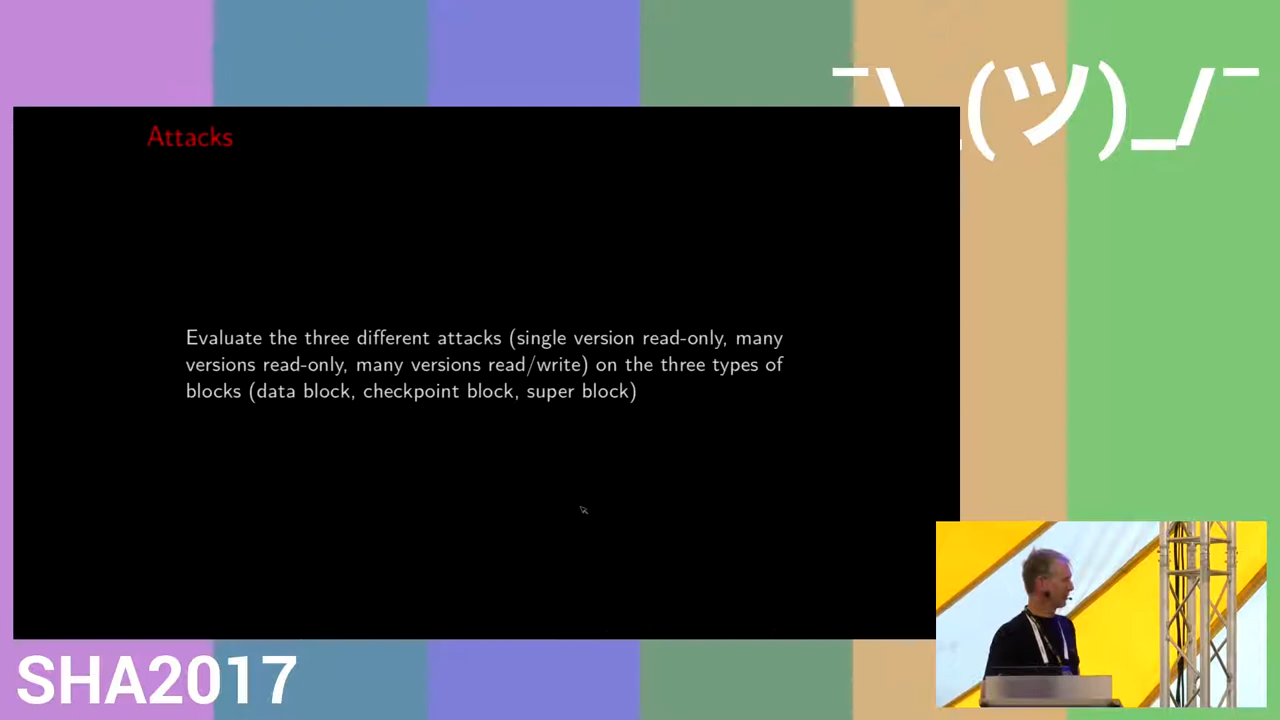 ¯\_(ツ)_/¯
Attacks
Evaluate the three different attacks (single version read-only, many
versions read-only, many versions read/write) on the three types of
blocks (data block, checkpoint block, super block)
SHA2017